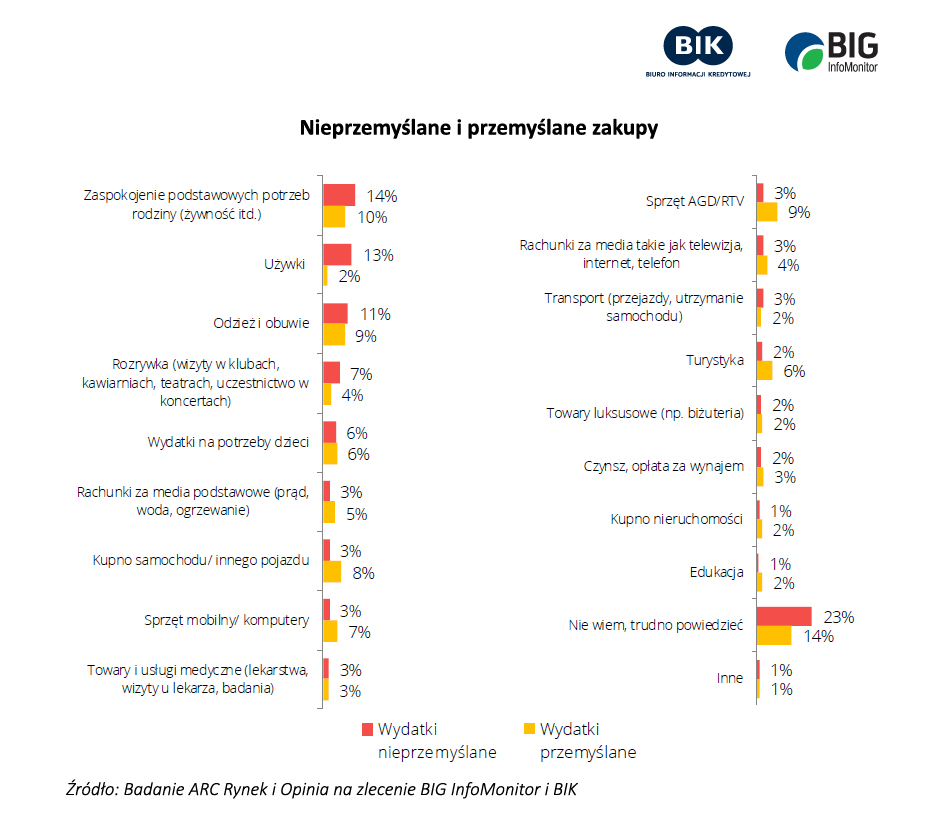 BIK
BIURO INFORMACJI KREDYTOWEJ
BIG
InfoMonitor
Nieprzemyślane i przemyślane zakupy
Zaspokojenie podstawowych potrzeb
rodziny (żywność itd.)
14%
10%
Używki
13%
2%
Odzież i obuwie
11%
9%
Rozrywka (wizyty w klubach,
kawiarniach, teatrach, uczestnictwo w
koncertach)
7%
4%
Wydatki na potrzeby dzieci
6%
6%
Rachunki za media podstawowe (prąd,
woda, ogrzewanie)
3%
5%
Kupno samochodu/ innego pojazdu
3%
8%
Sprzęt mobilny/ komputery
3%
7%
Towary i usługi medyczne (lekarstwa,
wizyty u lekarza, badania)
3%
3%
Sprzęt AGD/RTV
3%
9%
Rachunki za media takie jak telewizja,
internet, telefon
3%
4%
Transport (przejazdy, utrzymanie
samochodu)
3%
2%
Turystyka
2%
6%
Towary luksusowe (np. biżuteria)
2%
2%
Czynsz, opłata za wynajem
2%
3%
Kupno nieruchomości
1%
2%
Edukacja
1%
2%
Nie wiem, trudno powiedzieć
23%
14%
Inne
1%
1%
Wydatki
nieprzemyślane
Wydatki
przemyślane
Źródło: Badanie ARC Rynek i Opinia na zlecenie BIG InfoMonitor i BIK